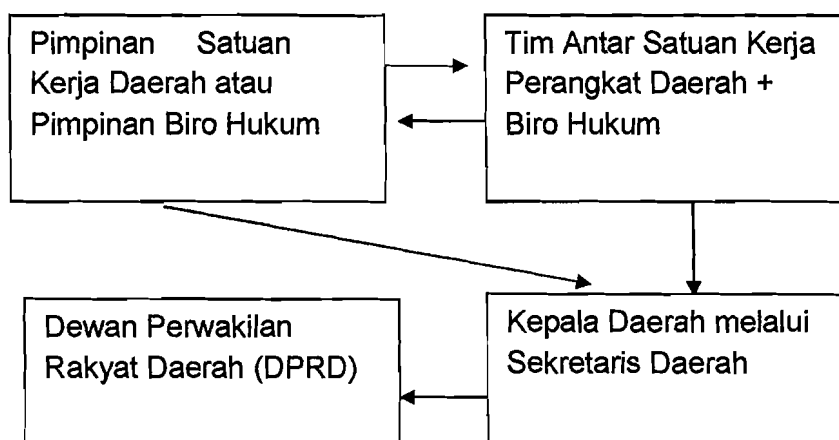 Pimpinan Satuan
Kerja Daerah atau
Pimpinan Biro Hukum
Tim Antar Satuan Kerja
Perangkat Daerah +
Biro Hukum
Dewan Perwakilan
Rakyat Daerah (DPRD)
Kepala Daerah melalui
Sekretaris Daerah